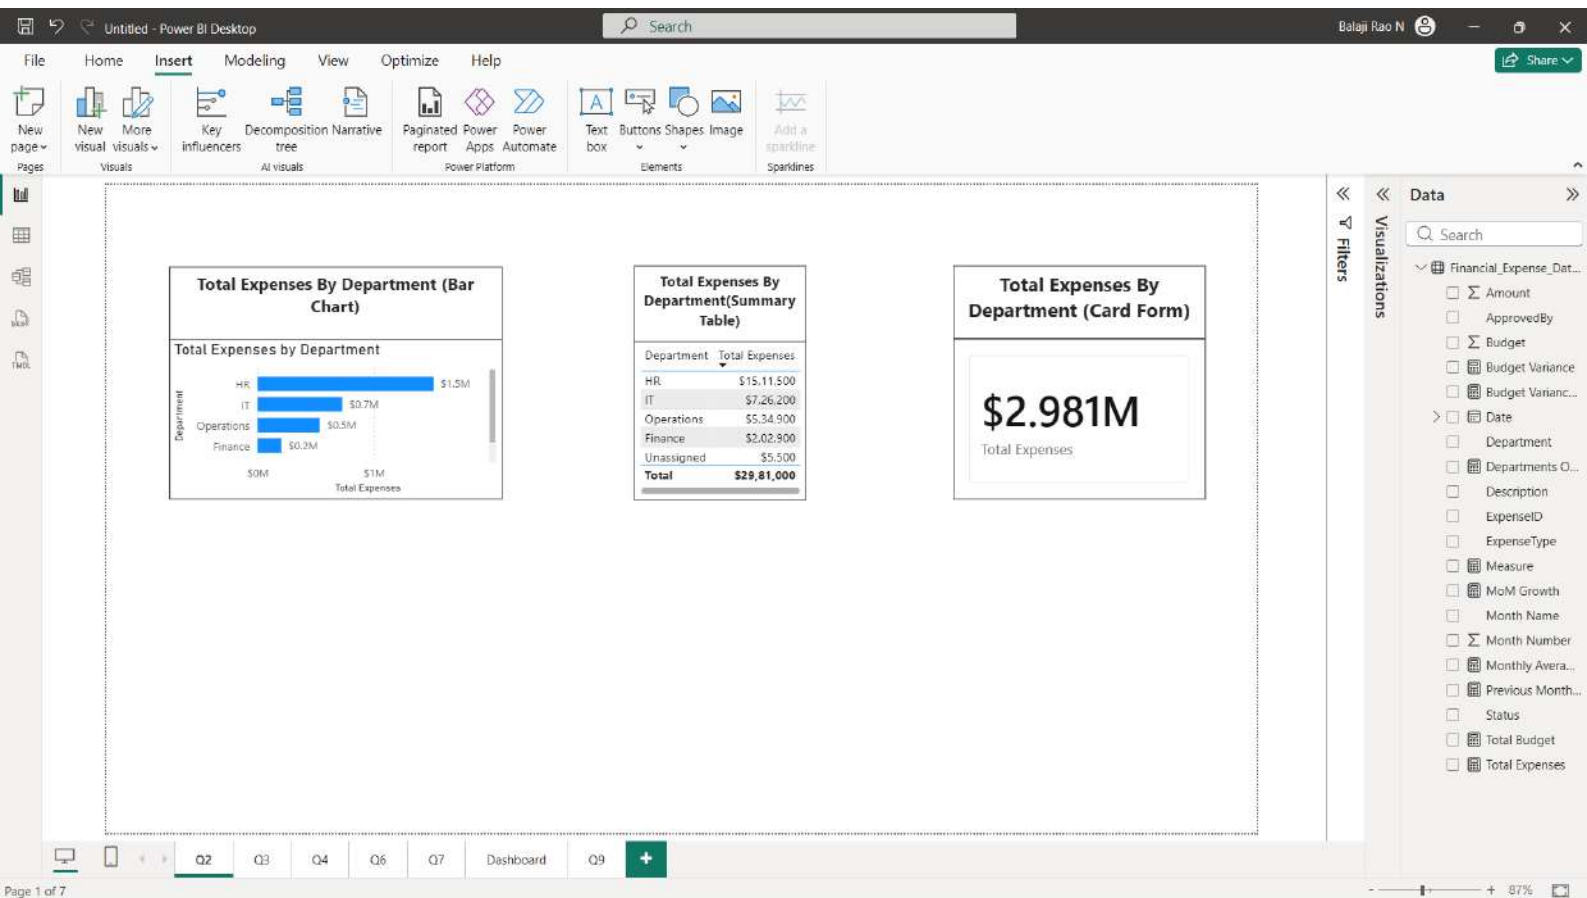 Untitled - Power BI Desktop
Search
Balaji Rao N
File Home Insert Modeling View Optimize Help
Share
New page
New visual
More visuals
Key influencers
Decomposition tree
Narrative
Paginated report
Power Apps
Power Automate
Text box
Buttons
Shapes
Image
Add a sparkline
Pages
Visuals
AI visuals
Power Platform
Elements
Sparklines
Total Expenses By Department (Bar
Chart)
Total Expenses by Department
Department
HR $1.5M
IT $0.7M
Operations $0.5M
Finance $0.2M
$0M $1M
Total Expenses
Total Expenses By
Department(Summary
Table)
Department Total Expenses
HR $15,11,500
IT $7,26,200
Operations $5,34,900
Finance $2,02,900
Unassigned $5,500
Total $29,81,000
Total Expenses By
Department (Card Form)
$2.981M
Total Expenses
Filters
Visualizations
Data
Search
Financial_Expense_Dat...
Amount
ApprovedBy
Budget
Budget Variance
Budget Varianc...
Date
Department
Departments O...
Description
ExpenseID
ExpenseType
Measure
MoM Growth
Month Name
Month Number
Monthly Avera...
Previous Month...
Status
Total Budget
Total Expenses
Q2 Q3 Q4 Q6 Q7 Dashboard Q9 +
Page 1 of 7
- + 87%